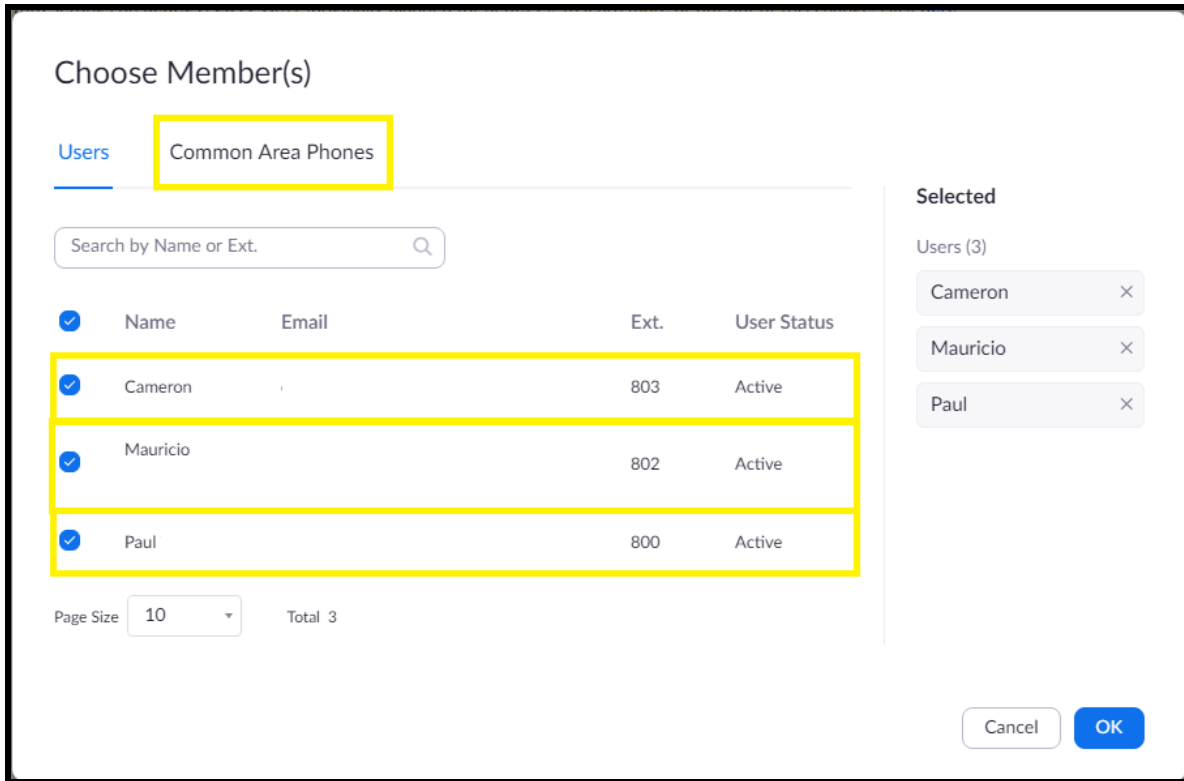 Choose Member(s)
Users Common Area Phones
Search by Name or Ext.
Name Email Ext. User Status
Cameron 803 Active
Mauricio 802 Active
Paul 800 Active
Page Size 10 Total 3
Selected
Users (3)
Cameron
Mauricio
Paul
Cancel OK